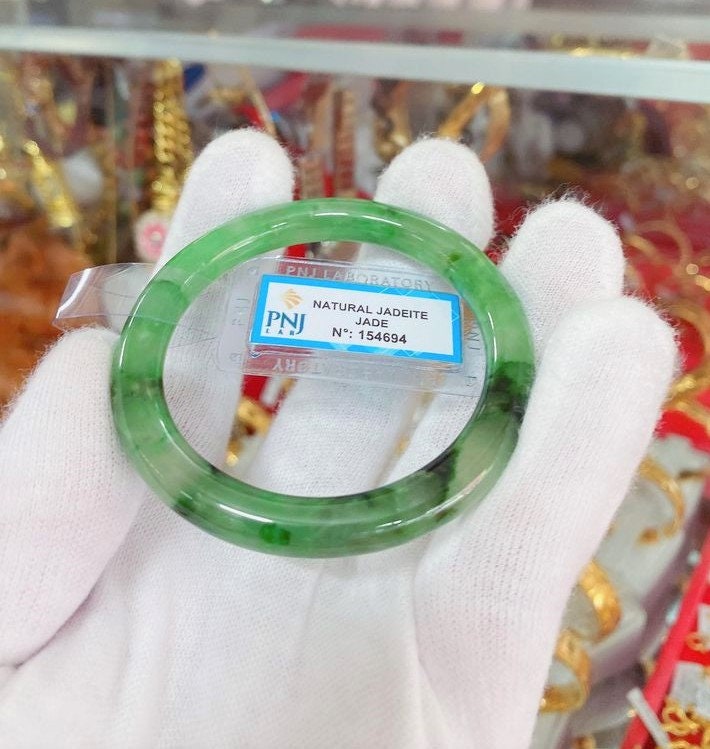 PNJ LABORATORY
PNJ
LAB
NATURAL JADEITE
JADE
N°: 154694